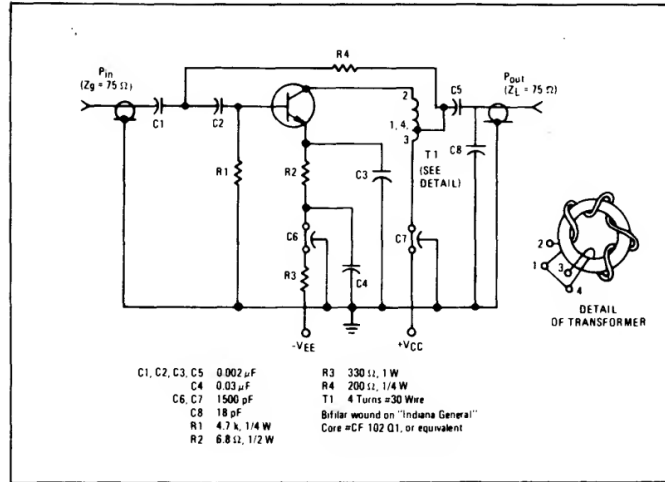 R4
Pin
(Zg = 75 Ω)
Pout
(ZL = 75 Ω)
C5
C1
C2
2
1, 4,
3
T1
(SEE
DETAIL)
C8
R1
R2
C3
C6
C7
R3
C4
-VEE
+VCC
2
1
3
4
DETAIL
OF TRANSFORMER
C1, C2, C3, C5 0.002 μF
C4 0.03 μF
C6, C7 1500 pF
C8 18 pF
R1 4.7 k, 1/4 W
R2 6.8 Ω, 1/2 W
R3 330 Ω, 1 W
R4 200 Ω, 1/4 W
T1 4 Turns #30 Wire
Bifilar wound on "Indiana General"
Core #CF 102 Q1, or equivalent